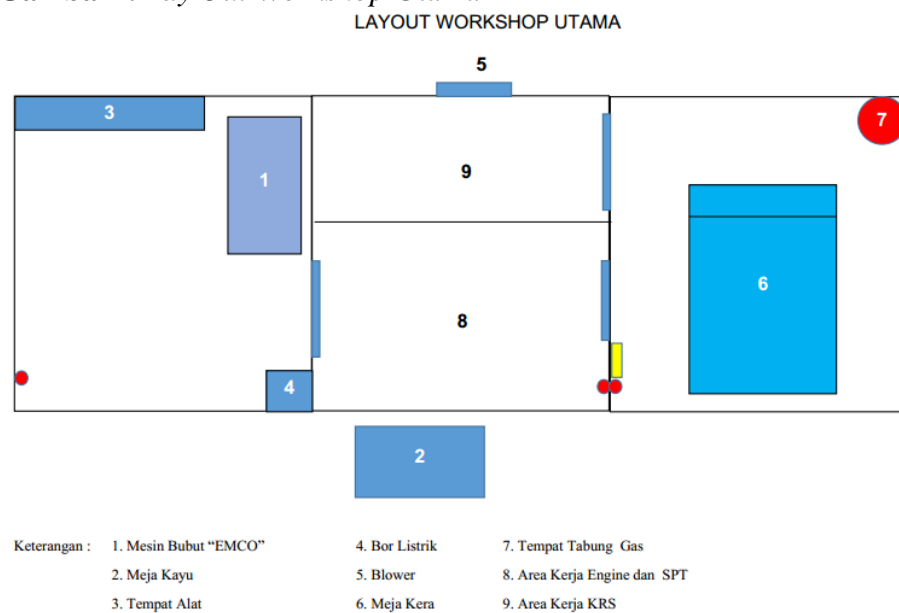 LAYOUT WORKSHOP UTAMA
5
3
7
1
9
6
8
4
2
Keterangan : 1. Mesin Bubut “EMCO” 4. Bor Listrik 7. Tempat Tabung Gas
2. Meja Kayu 5. Blower 8. Area Kerja Engine dan SPT
3. Tempat Alat 6. Meja Kera 9. Area Kerja KRS